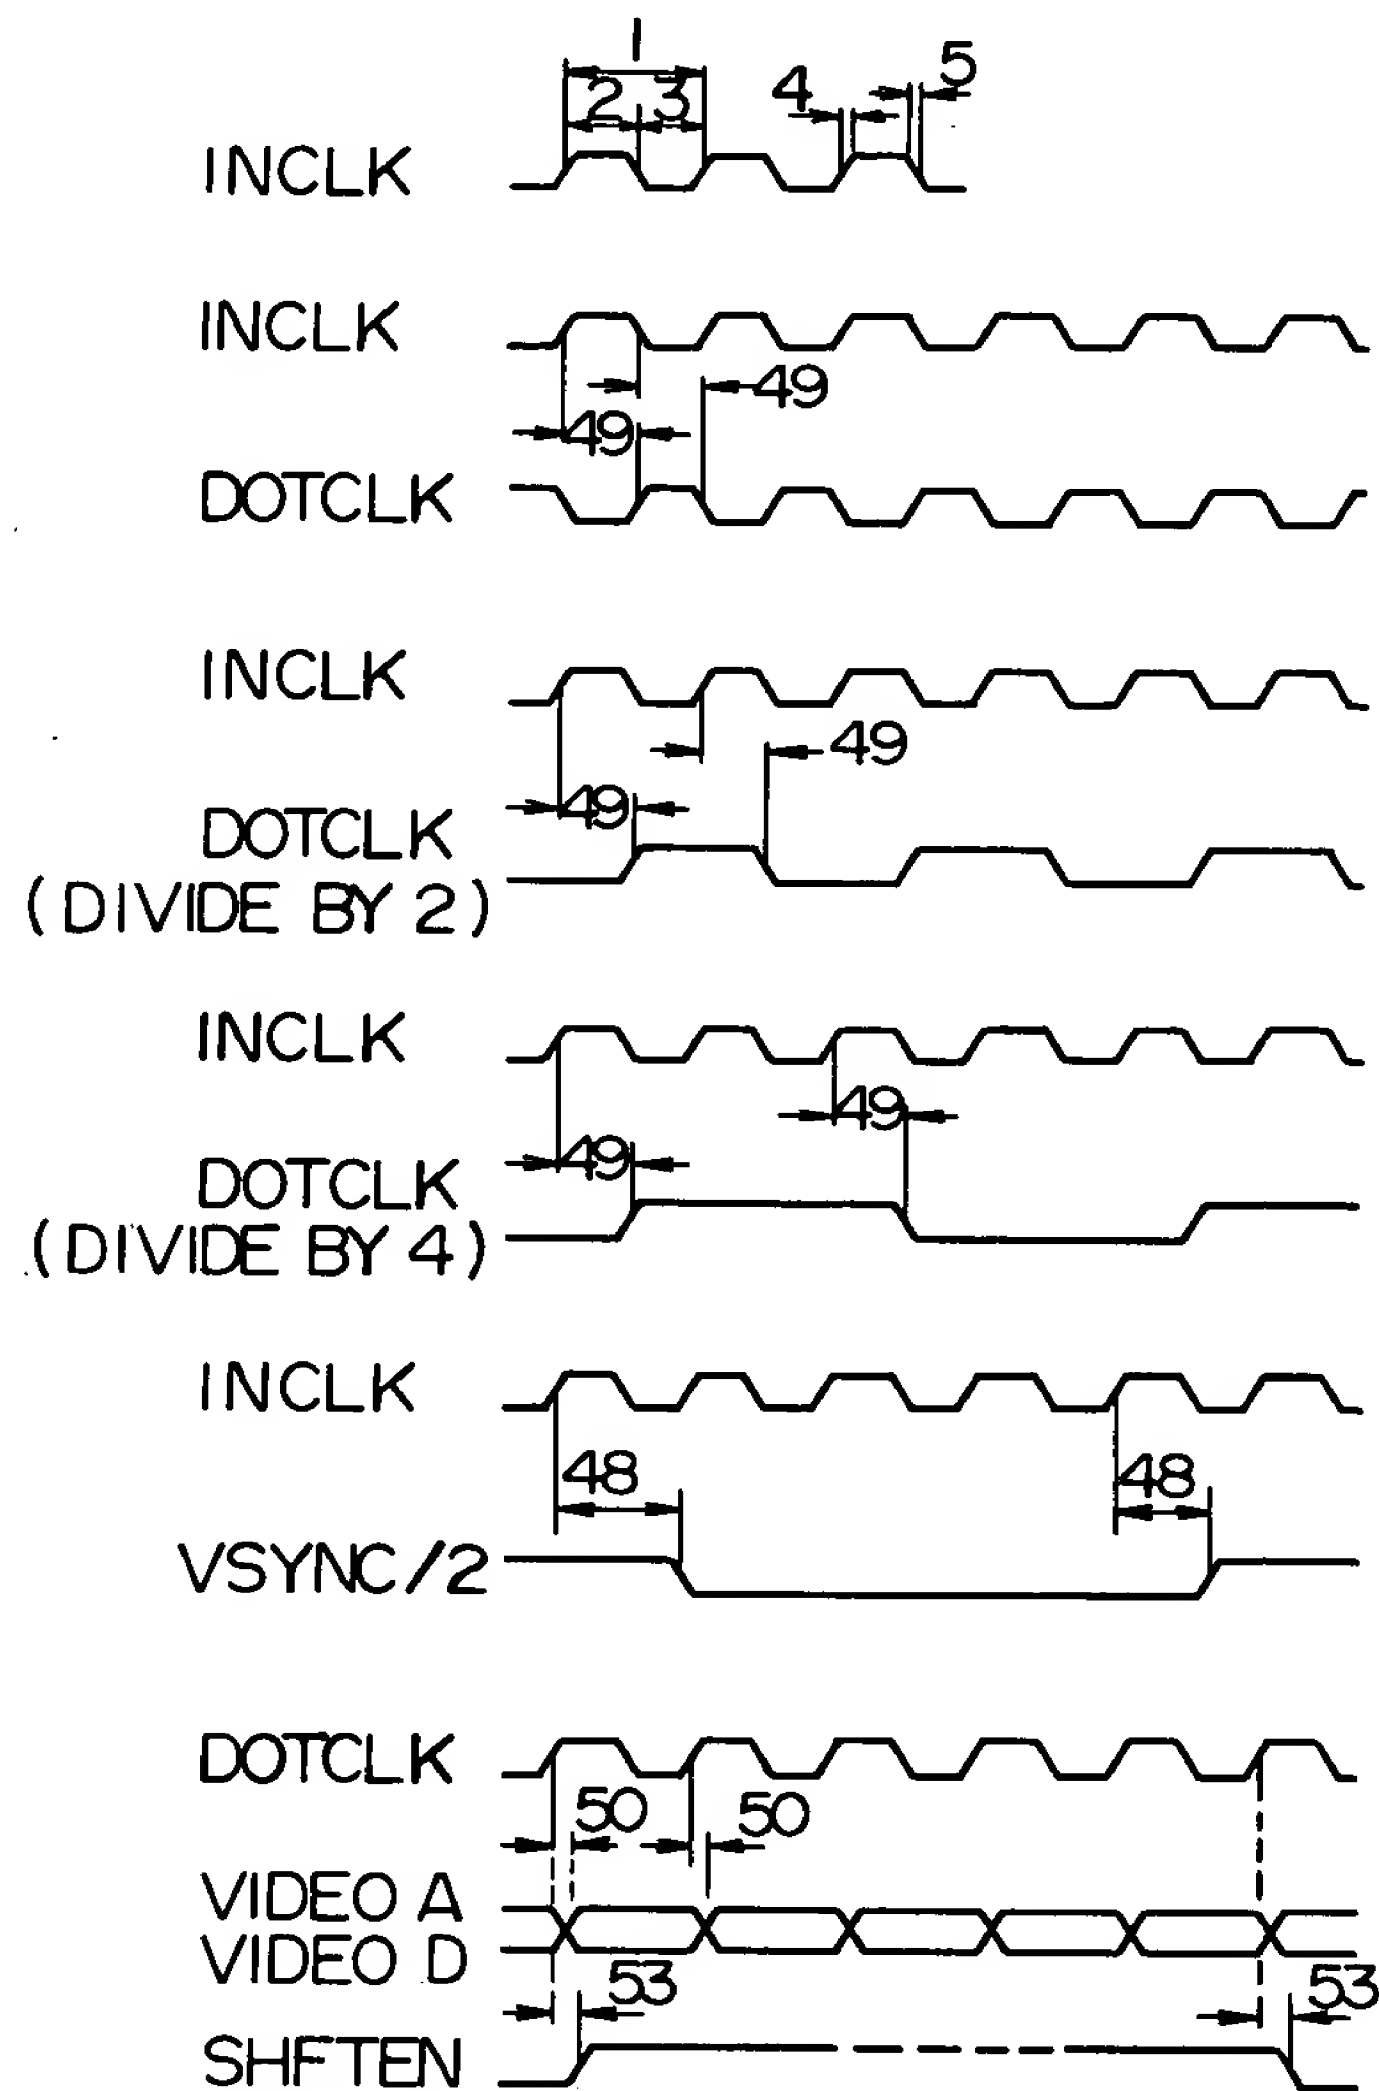 1
5
4
2 3
INCLK
INCLK
49
49
DOTCLK
INCLK
49
49
DOTCLK
(DIVIDE BY 2)
INCLK
49
49
DOTCLK
(DIVIDE BY 4)
INCLK
48 48
VSYNC/2
DOTCLK
50 50
VIDEO A
VIDEO D
53 53
SHFTEN